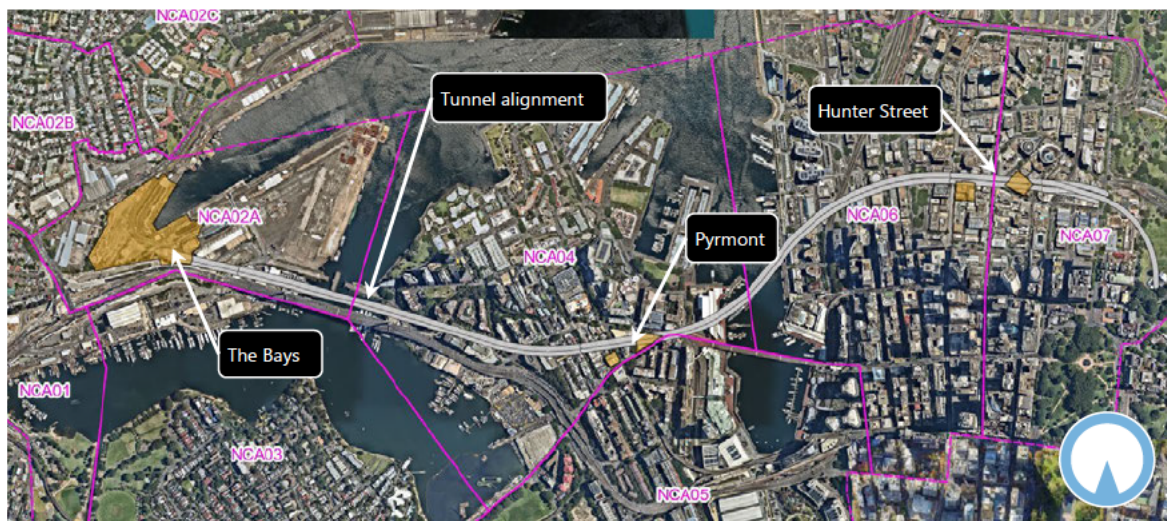 NCA02C
Tunnel alignment
Hunter Street
NCA02B
NCA02A
NCA06
Pyrmont
NCA07
NCA04
The Bays
NCA01
NCA03
NCA05